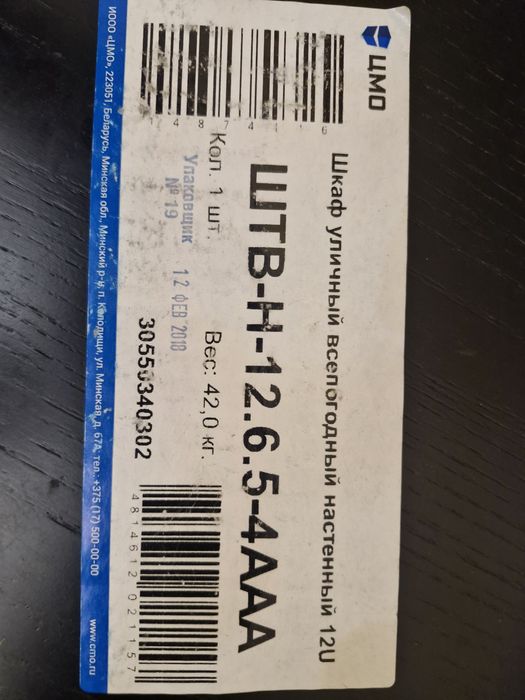 ЦМО
Шкаф уличный всепогодный настенный 12U
ШТВ-Н-12.6.5-4ААА
Кол. 1 шт.
Вес: 42,0 кг.
Упаковщик
№ 19
12 ФЕВ 2018
30550340302
4814612021157
ИООО «ЦМО», 223051, Беларусь, Минская обл., Минский р-н, п. Колодищи, ул. Минская, д. 67А, тел.: +375 (17) 500-00-00
www.cmo.ru